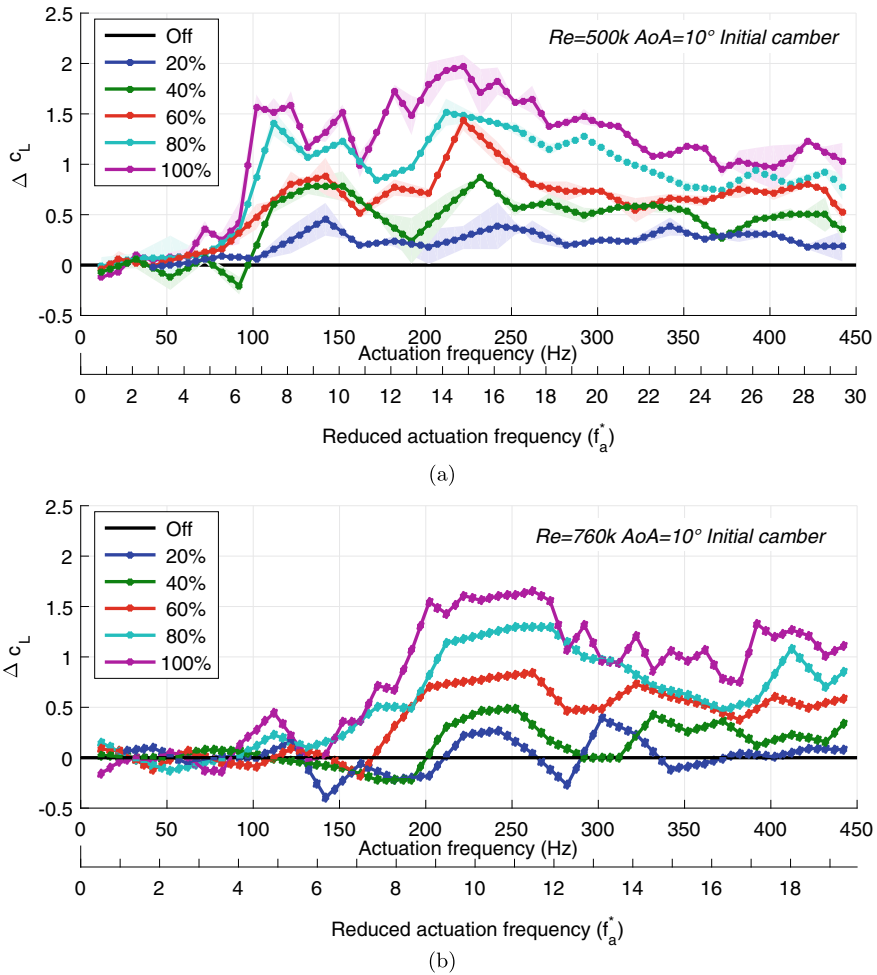 2.5
2
1.5
1
0.5
0
-0.5
Δ c_L
Off
20%
40%
60%
80%
100%
Re=500k AoA=10° Initial camber
0 50 100 150 200 250 300 350 400 450
Actuation frequency (Hz)
0 2 4 6 8 10 12 14 16 18 20 22 24 26 28 30
Reduced actuation frequency (f_a^*)
(a)
2.5
2
1.5
1
0.5
0
-0.5
Δ c_L
Off
20%
40%
60%
80%
100%
Re=760k AoA=10° Initial camber
0 50 100 150 200 250 300 350 400 450
Actuation frequency (Hz)
0 2 4 6 8 10 12 14 16 18
Reduced actuation frequency (f_a^*)
(b)